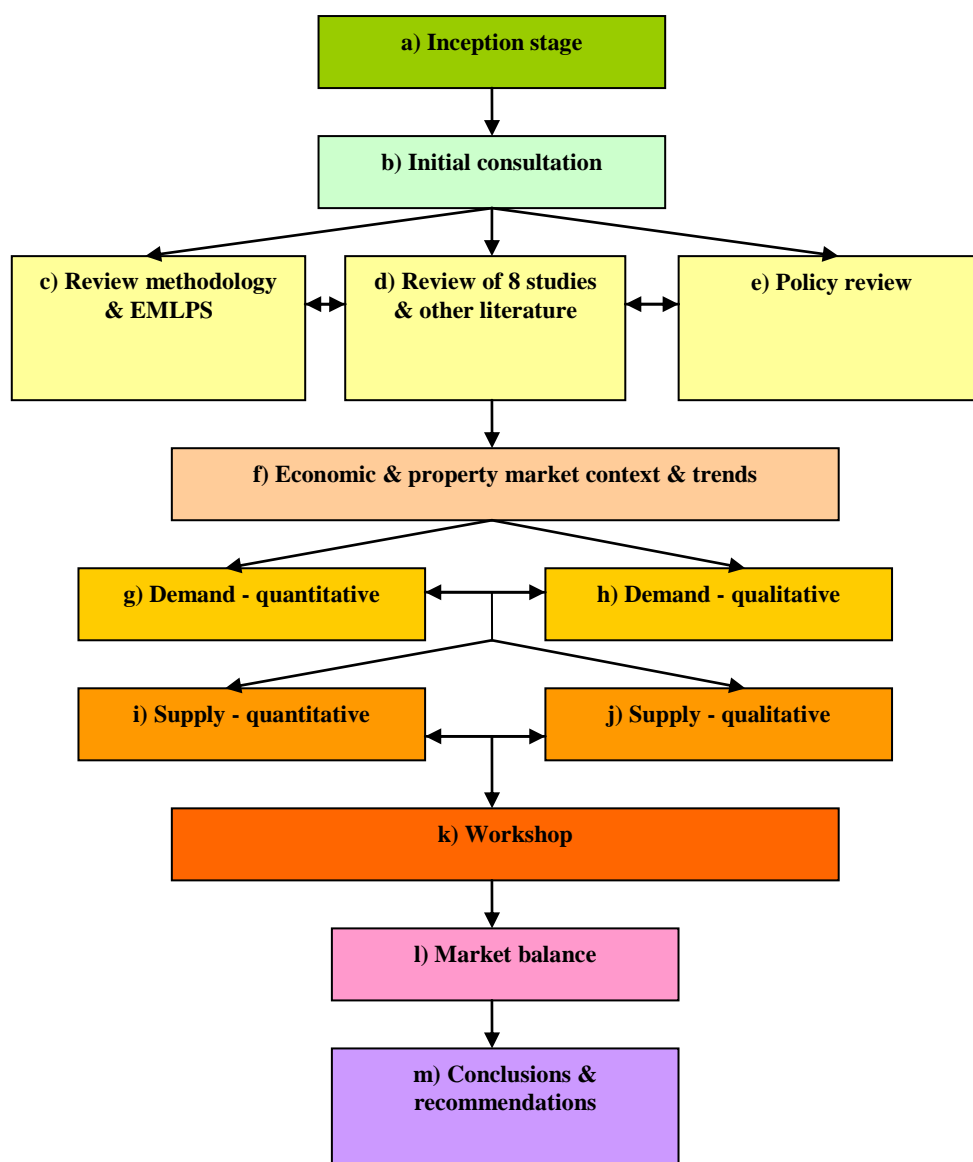 a) Inception stage
b) Initial consultation
c) Review methodology
& EMLPS
d) Review of 8 studies
& other literature
e) Policy review
f) Economic & property market context & trends
g) Demand - quantitative
h) Demand - qualitative
i) Supply - quantitative
j) Supply - qualitative
k) Workshop
l) Market balance
m) Conclusions &
recommendations